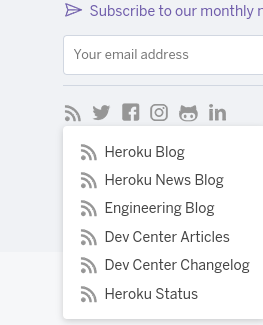 Subscribe to our monthly
Your email address
Heroku Blog
Heroku News Blog
Engineering Blog
Dev Center Articles
Dev Center Changelog
Heroku Status